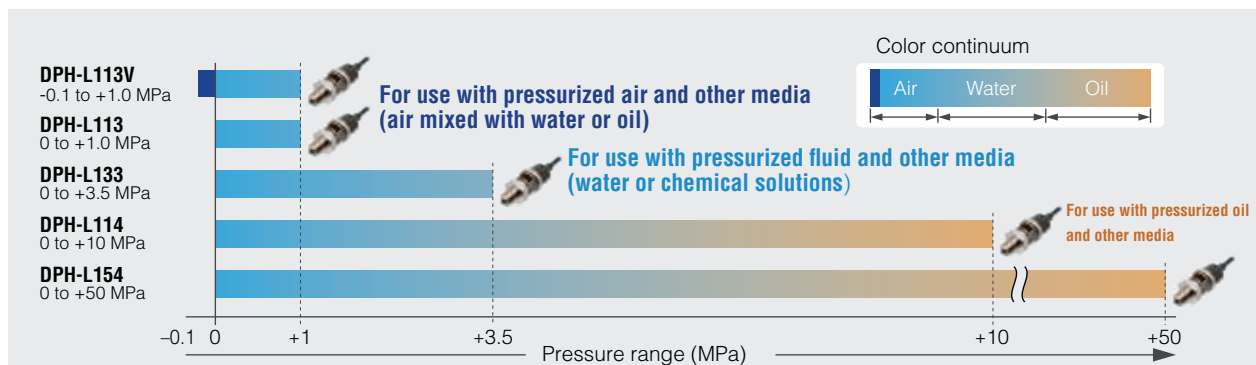 Color continuum
Air Water Oil
DPH-L113V
-0.1 to +1.0 MPa
For use with pressurized air and other media
(air mixed with water or oil)
DPH-L113
0 to +1.0 MPa
For use with pressurized fluid and other media
(water or chemical solutions)
DPH-L133
0 to +3.5 MPa
For use with pressurized oil
and other media
DPH-L114
0 to +10 MPa
DPH-L154
0 to +50 MPa
–0.1 0 +1 +3.5 +10 +50
Pressure range (MPa)